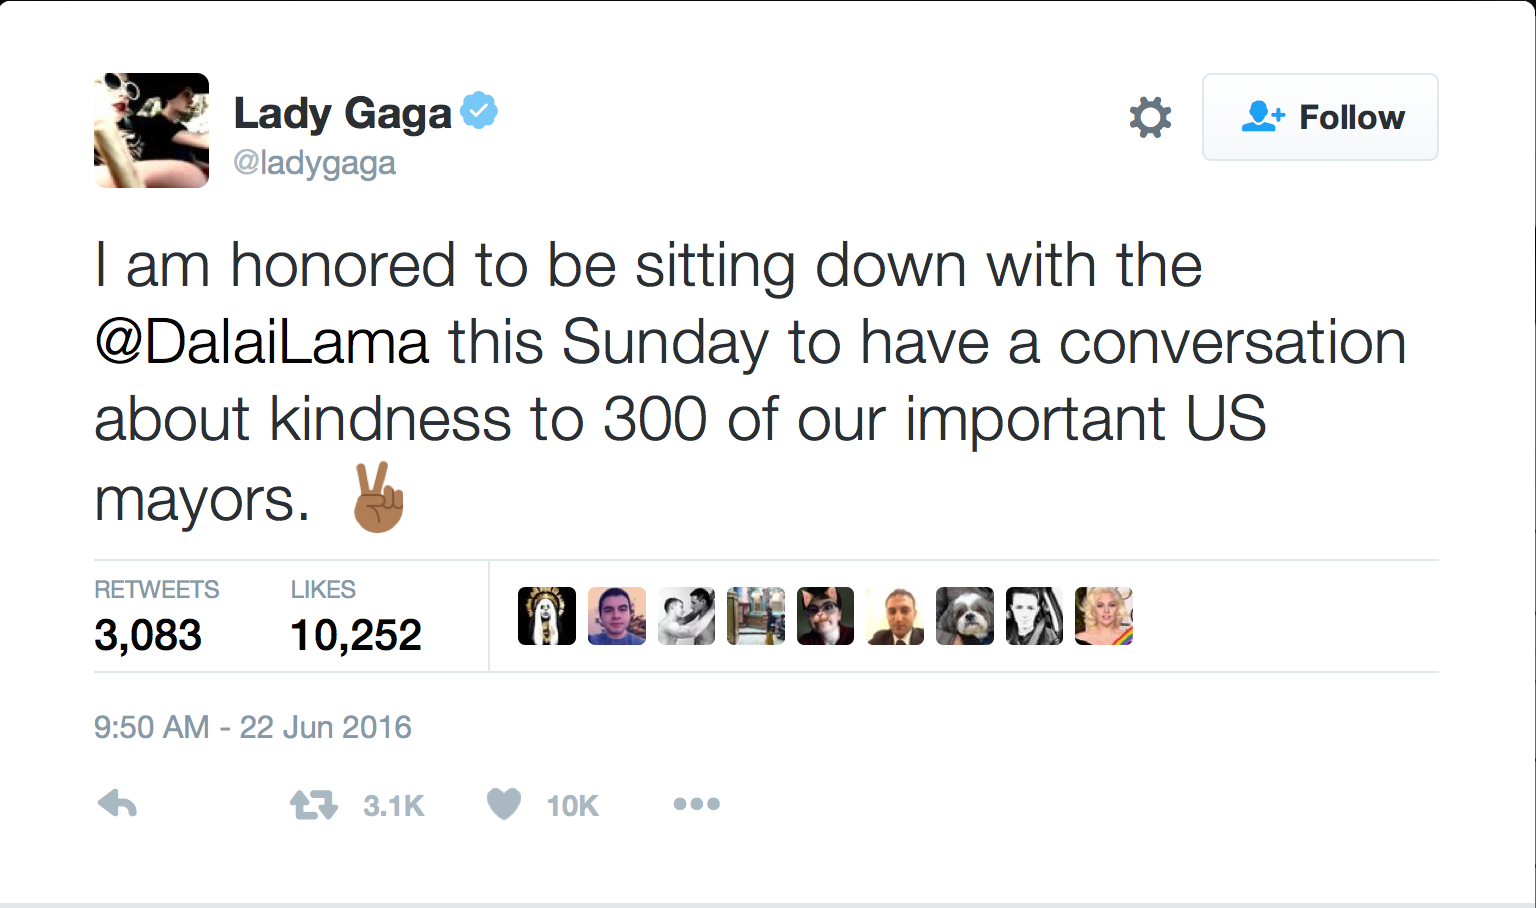 Lady Gaga
@ladygaga
Follow
I am honored to be sitting down with the
@DalaiLama this Sunday to have a conversation
about kindness to 300 of our important US
mayors. ✌🏾
RETWEETS LIKES
3,083 10,252
9:50 AM - 22 Jun 2016
3.1K 10K